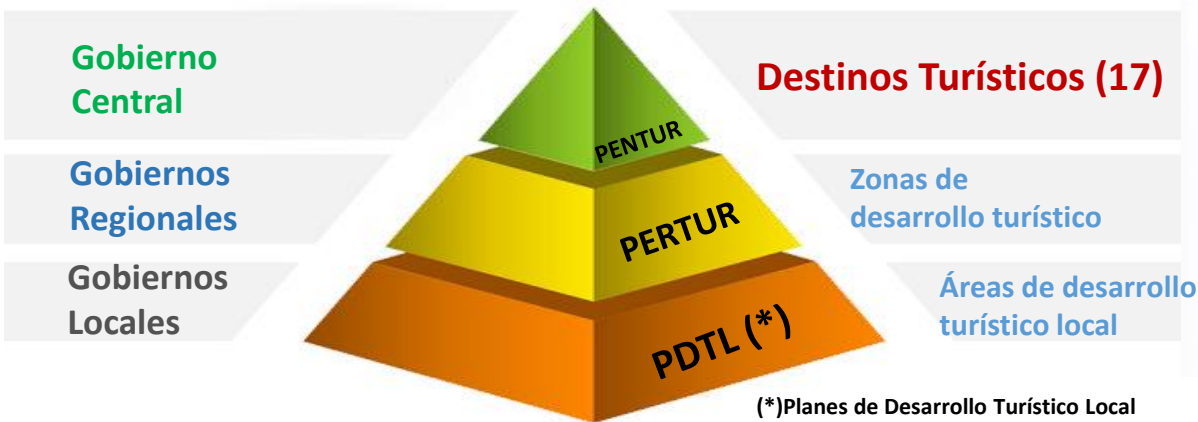 Gobierno
Central
PENTUR
Destinos Turísticos (17)
Gobiernos
Regionales
PERTUR
Zonas de
desarrollo turístico
Gobiernos
Locales
PDTL (*)
Áreas de desarrollo
turístico local
(*)Planes de Desarrollo Turístico Local